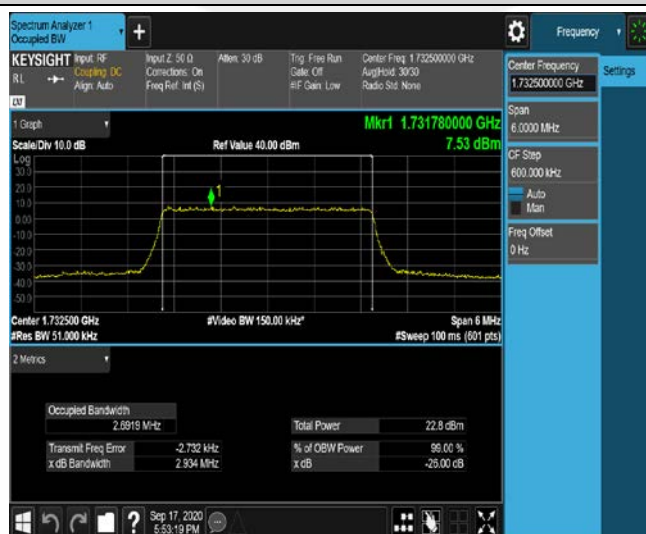 Spectrum Analyzer 1
Occupied BW
+
Frequency
KEYSIGHT
RL
Input: RF
Coupling: DC
Align: Auto
Input Z: 50 Ω
Corrections: On
Freq Ref: Int (S)
Atten: 30 dB
Trig: Free Run
Gate: Off
#IF Gain: Low
Center Freq: 1.732500000 GHz
Avg|Hold: 30/30
Radio Std: None
Center Frequency
1.732500000 GHz
Settings
Span
6.0000 MHz
CF Step
600.000 kHz
Auto
Man
Freq Offset
0 Hz
1 Graph
Mkr1 1.731780000 GHz
7.53 dBm
Scale/Div 10.0 dB
Ref Value 40.00 dBm
Log
30.0
20.0
10.0
0.00
-10.0
-20.0
-30.0
-40.0
-50.0
1
Center 1.732500 GHz
#Video BW 150.00 kHz*
Span 6 MHz
#Res BW 51.000 kHz
#Sweep 100 ms (601 pts)
2 Metrics
Occupied Bandwidth
2.6919 MHz
Total Power 22.8 dBm
Transmit Freq Error -2.732 kHz
% of OBW Power 99.00 %
x dB Bandwidth 2.934 MHz
x dB -26.00 dB
?
Sep 17, 2020
5:53:19 PM